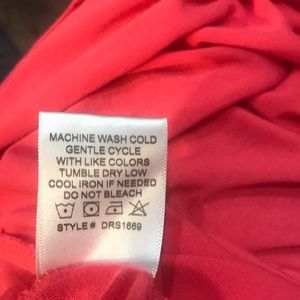 MACHINE WASH COLD
GENTLE CYCLE
WITH LIKE COLORS
TUMBLE DRY LOW
COOL IRON IF NEEDED
DO NOT BLEACH
STYLE# DRS1669